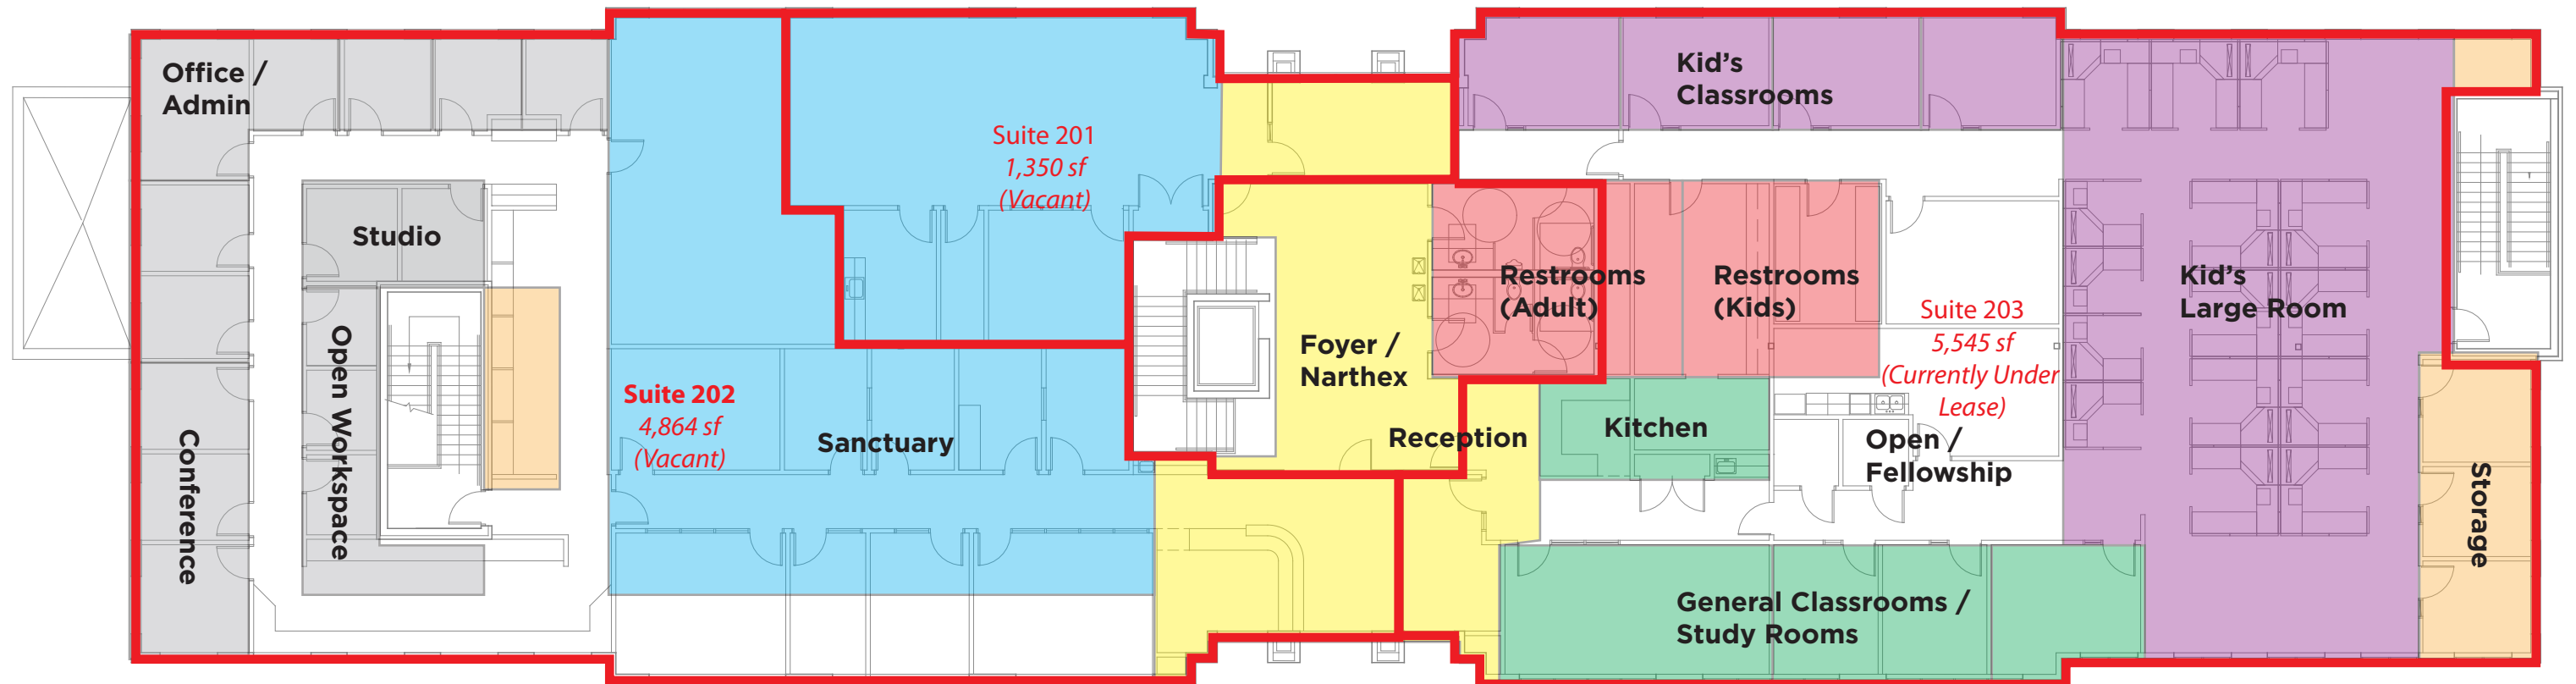 Office /
Admin
Studio
Open Workspace
Conference
Suite 201
1,350 sf
(Vacant)
Suite 202
4,864 sf
(Vacant)
Sanctuary
Foyer /
Narthex
Reception
Restrooms
(Adult)
Restrooms
(Kids)
Kitchen
Kid’s
Classrooms
Suite 203
5,545 sf
(Currently Under
Lease)
Open /
Fellowship
General Classrooms /
Study Rooms
Kid’s
Large Room
Storage